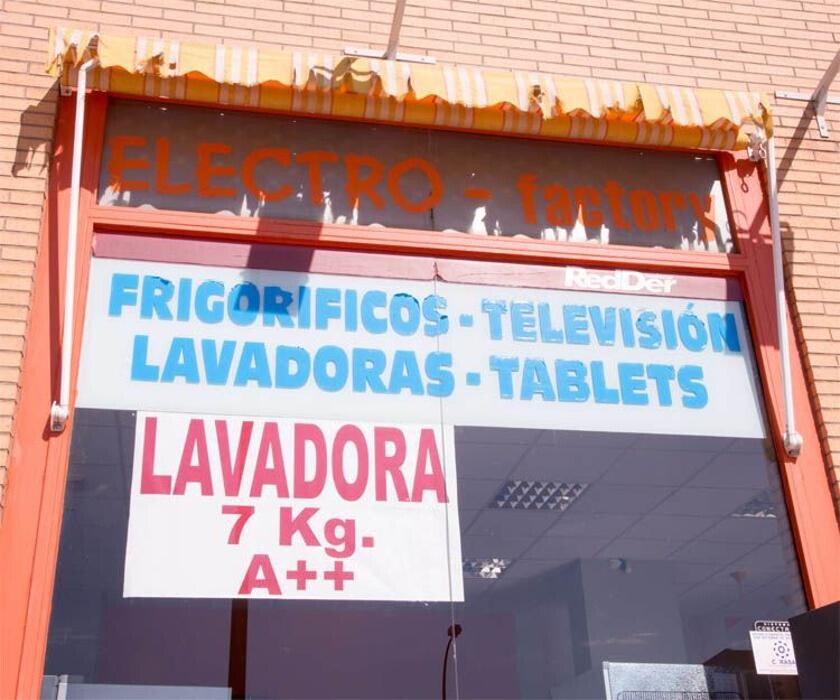 ELECTRO - factory
RedDer
FRIGORIFICOS - TELEVISIÓN
LAVADORAS - TABLETS
LAVADORA
7 Kg.
A++